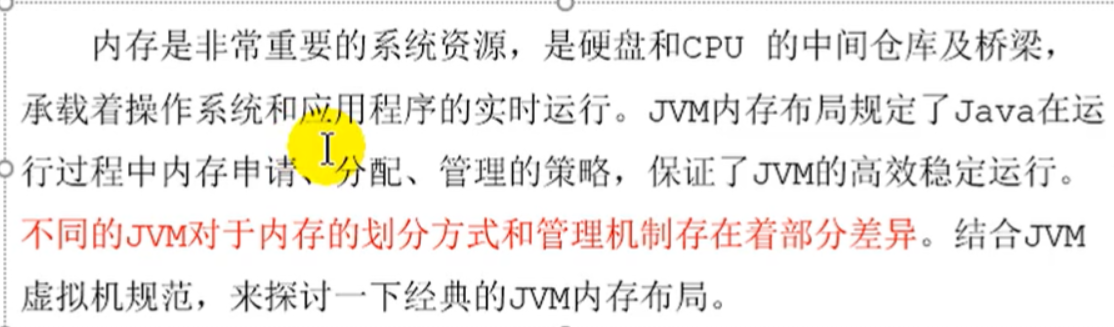 内存是非常重要的系统资源，是硬盘和CPU 的中间仓库及桥梁，
承载着操作系统和应用程序的实时运行。JVM内存布局规定了Java在运
行过程中内存申请、分配、管理的策略，保证了JVM的高效稳定运行。
不同的JVM对于内存的划分方式和管理机制存在着部分差异。结合JVM
虚拟机规范，来探讨一下经典的JVM内存布局。